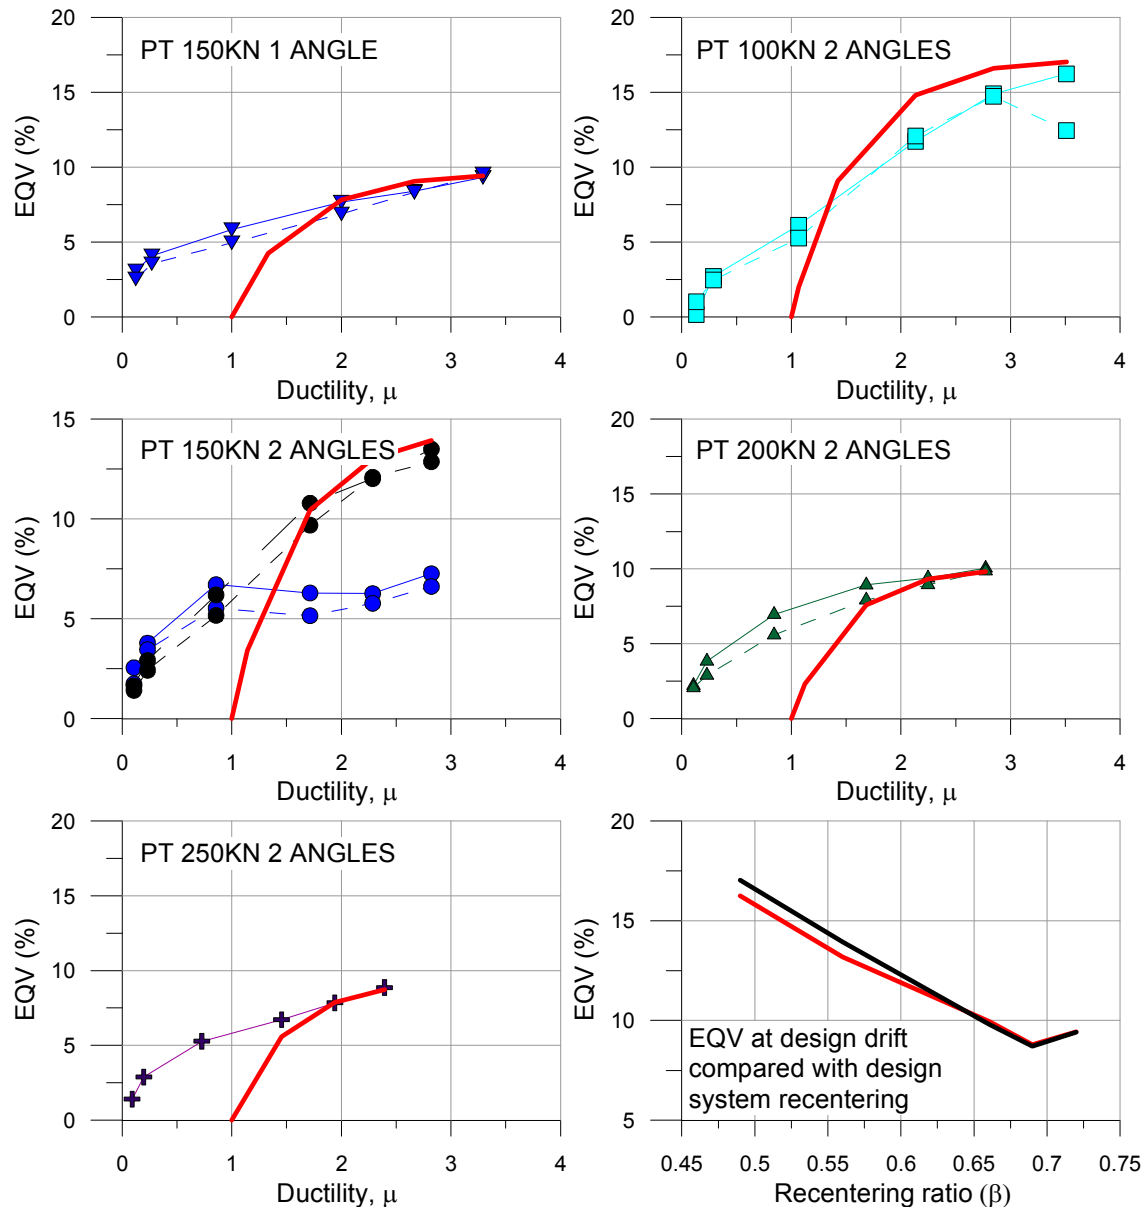 PT 150KN 1 ANGLE
20
15
10
5
0
EQV (%)
0 1 2 3 4
Ductility, μ
PT 100KN 2 ANGLES
20
15
10
5
0
EQV (%)
0 1 2 3 4
Ductility, μ
PT 150KN 2 ANGLES
15
10
5
0
EQV (%)
0 1 2 3 4
Ductility, μ
PT 200KN 2 ANGLES
20
15
10
5
0
EQV (%)
0 1 2 3 4
Ductility, μ
PT 250KN 2 ANGLES
20
15
10
5
0
EQV (%)
0 1 2 3 4
Ductility, μ
20
15
10
5
EQV (%)
EQV at design drift
compared with design
system recentering
0.45 0.5 0.55 0.6 0.65 0.7 0.75
Recentering ratio (β)